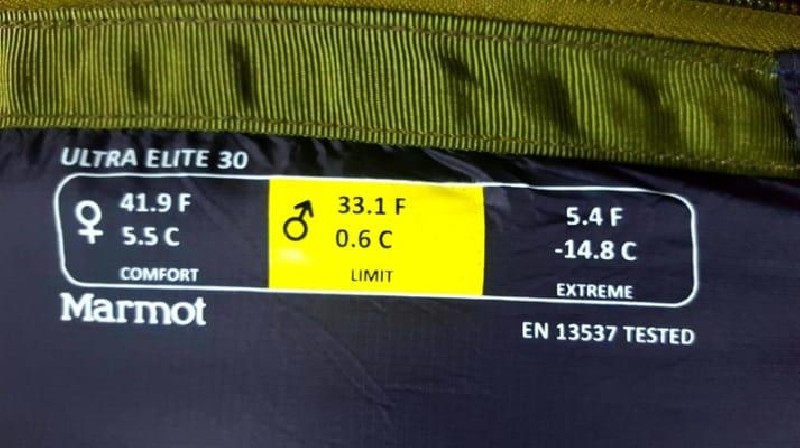 ULTRA ELITE 30
♀ 41.9 F
5.5 C
COMFORT
♂ 33.1 F
0.6 C
LIMIT
5.4 F
-14.8 C
EXTREME
Marmot
EN 13537 TESTED